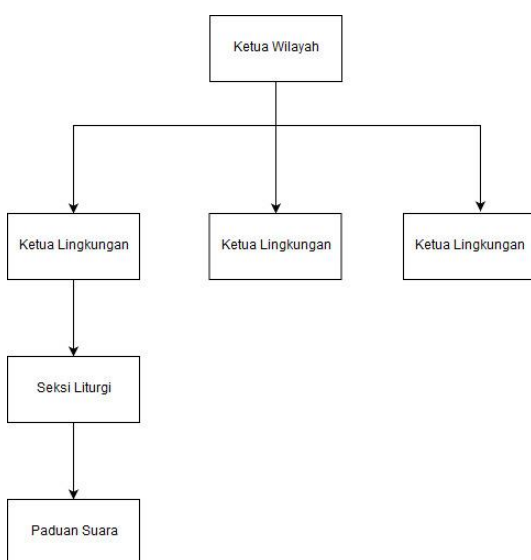 Ketua Wilayah
Ketua Lingkungan
Ketua Lingkungan
Ketua Lingkungan
Seksi Liturgi
Paduan Suara